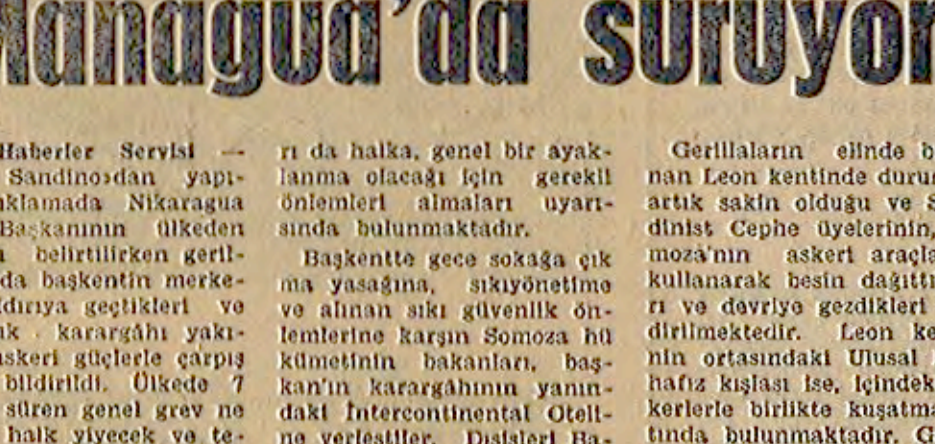 Managua'da sürüyor
Haberler Servisi —
Sandino»dan yapı-
klamada Nikaragua
Başkanının ülkeden
belirtilirken geril-
da başkentin merke-
dırıya geçtikleri ve
karargâhı yakı-
askeri güçlerle çarpış
bildirildi. Ülkede 7
süren genel grev ne
halk yiyecek ve te-
rı da halka, genel bir ayak-
lanma olacağı için gerekli
önlemleri almaları uyarı-
sında bulunmaktadır.
Başkentte gece sokağa çık
ma yasağına, sıkıyönetime
ve alınan sıkı güvenlik ön-
lemlerine karşın Somoza hü
kümetinin bakanları, baş-
kan'ın karargâhının yanın-
daki İntercontinental Oteli-
ne yerleştiler. Dışişleri Ba-
Gerillaların elinde b
nan Leon kentinde duru
artık sakin olduğu ve S
dinist Cephe üyelerinin,
moza'nın askeri araçla
kullanarak besin dağıttı
rı ve devriye gezdikleri
dirilmektedir. Leon ke
nin ortasındaki Ulusal
hafız kışlası ise, içindek
kerlerle birlikte kuşatma
tında bulunmaktadır. G